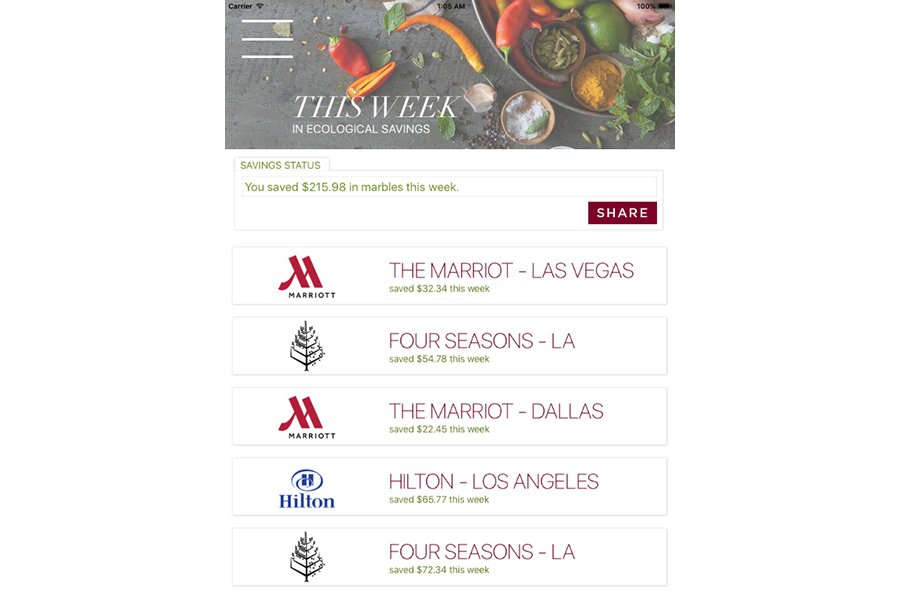 Carrier 1:05 AM 100%
THIS WEEK
IN ECOLOGICAL SAVINGS
SAVINGS STATUS
You saved $215.98 in marbles this week.
SHARE
MARRIOTT
THE MARRIOT - LAS VEGAS
saved $32.34 this week
FOUR SEASONS - LA
saved $54.78 this week
MARRIOTT
THE MARRIOT - DALLAS
saved $22.45 this week
Hilton
HILTON - LOS ANGELES
saved $65.77 this week
FOUR SEASONS - LA
saved $72.34 this week